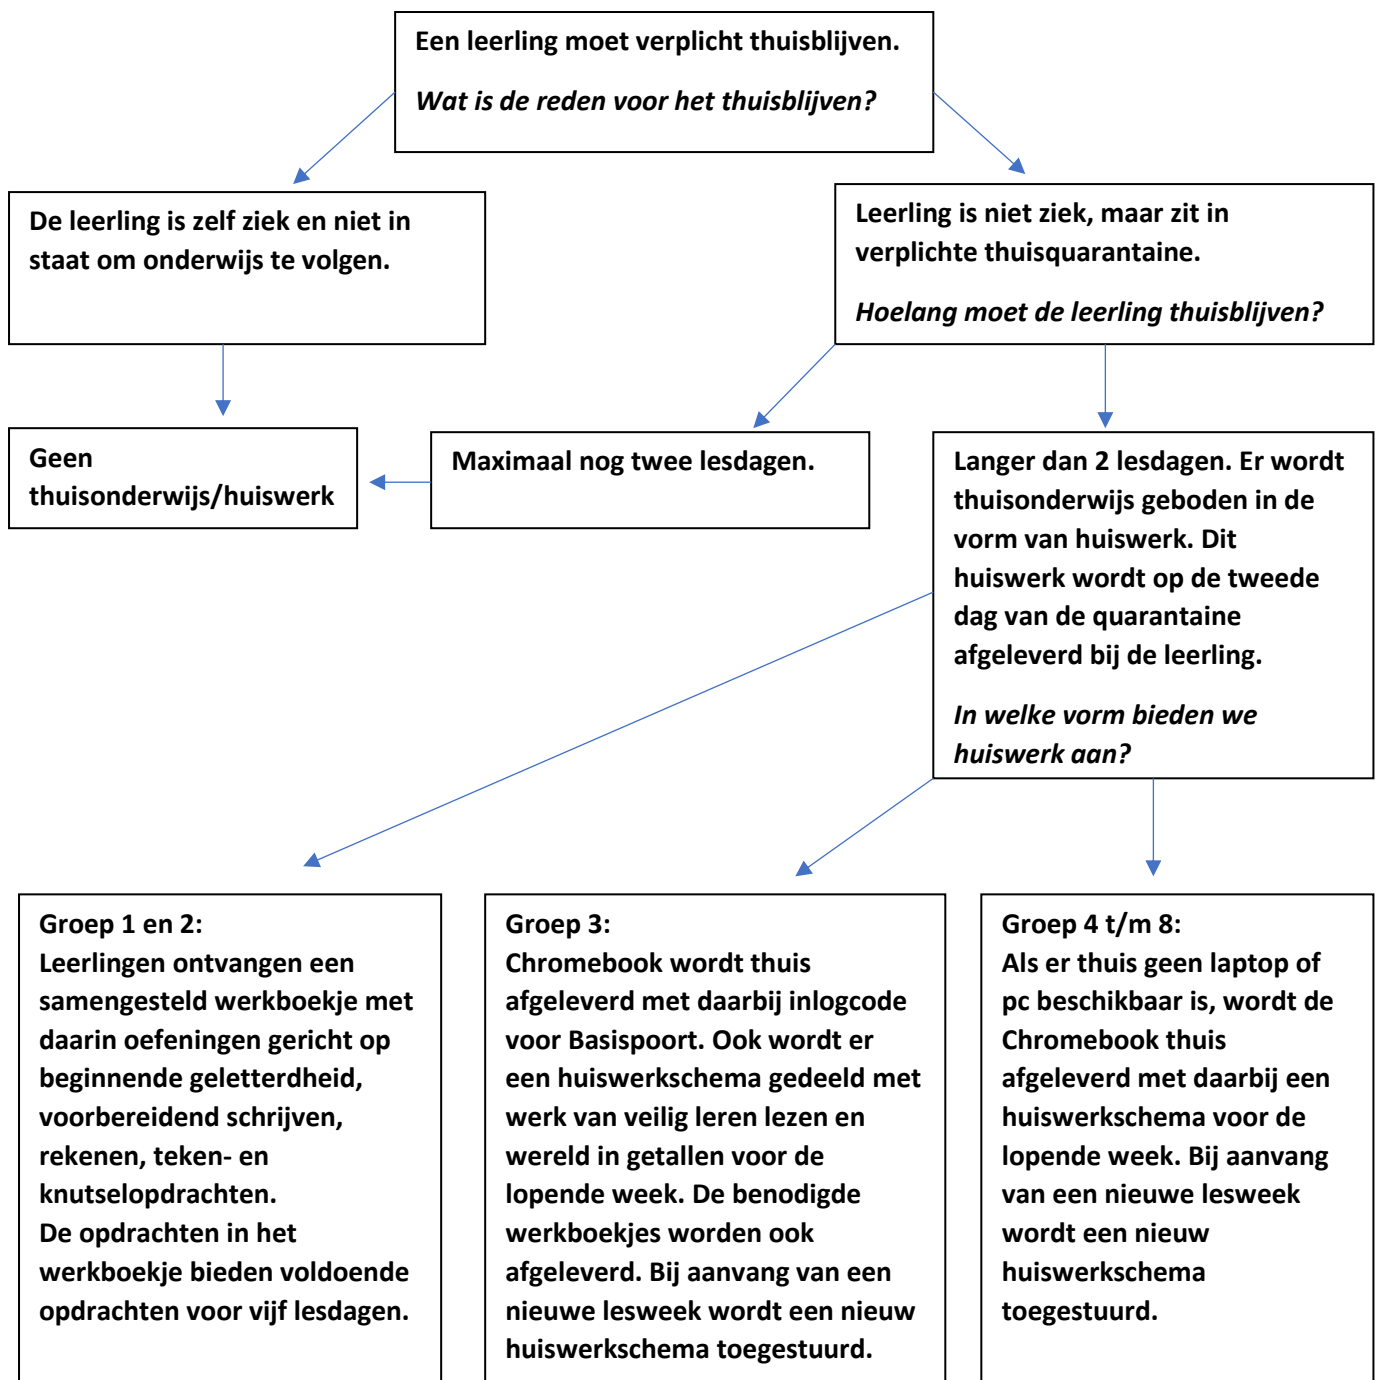 Een leerling moet verplicht thuisblijven.
Wat is de reden voor het thuisblijven?
De leerling is zelf ziek en niet in
staat om onderwijs te volgen.
Leerling is niet ziek, maar zit in
verplichte thuisquarantaine.
Hoelang moet de leerling thuisblijven?
Geen
thuisonderwijs/huiswerk
Maximaal nog twee lesdagen.
Langer dan 2 lesdagen. Er wordt
thuisonderwijs geboden in de
vorm van huiswerk. Dit
huiswerk wordt op de tweede
dag van de quarantaine
afgeleverd bij de leerling.
In welke vorm bieden we
huiswerk aan?
Groep 1 en 2:
Leerlingen ontvangen een
samengesteld werkboekje met
daarin oefeningen gericht op
beginnende geletterdheid,
voorbereidend schrijven,
rekenen, teken- en
knutselopdrachten.
De opdrachten in het
werkboekje bieden voldoende
opdrachten voor vijf lesdagen.
Groep 3:
Chromebook wordt thuis
afgeleverd met daarbij inlogcode
voor Basispoort. Ook wordt er
een huiswerkschema gedeeld met
werk van veilig leren lezen en
wereld in getallen voor de
lopende week. De benodigde
werkboekjes worden ook
afgeleverd. Bij aanvang van een
nieuwe lesweek wordt een nieuw
huiswerkschema toegestuurd.
Groep 4 t/m 8:
Als er thuis geen laptop of
pc beschikbaar is, wordt de
Chromebook thuis
afgeleverd met daarbij een
huiswerkschema voor de
lopende week. Bij aanvang
van een nieuwe lesweek
wordt een nieuw
huiswerkschema
toegestuurd.